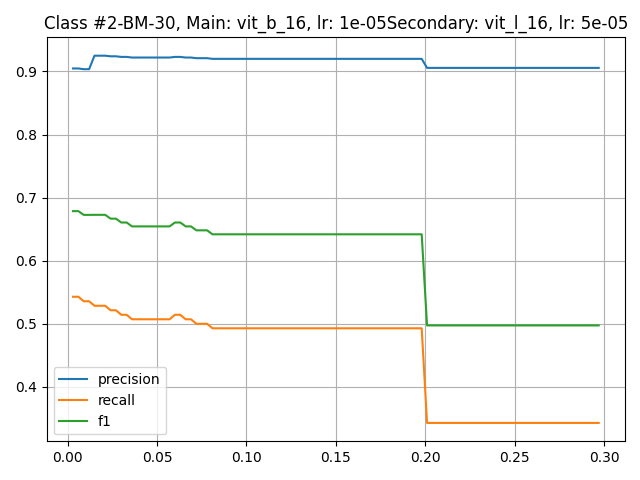 Class #2-BM-30, Main: vit_b_16, lr: 1e-05Secondary: vit_l_16, lr: 5e-05
0.9
0.8
0.7
0.6
0.5
0.4
precision
recall
f1
0.00 0.05 0.10 0.15 0.20 0.25 0.30